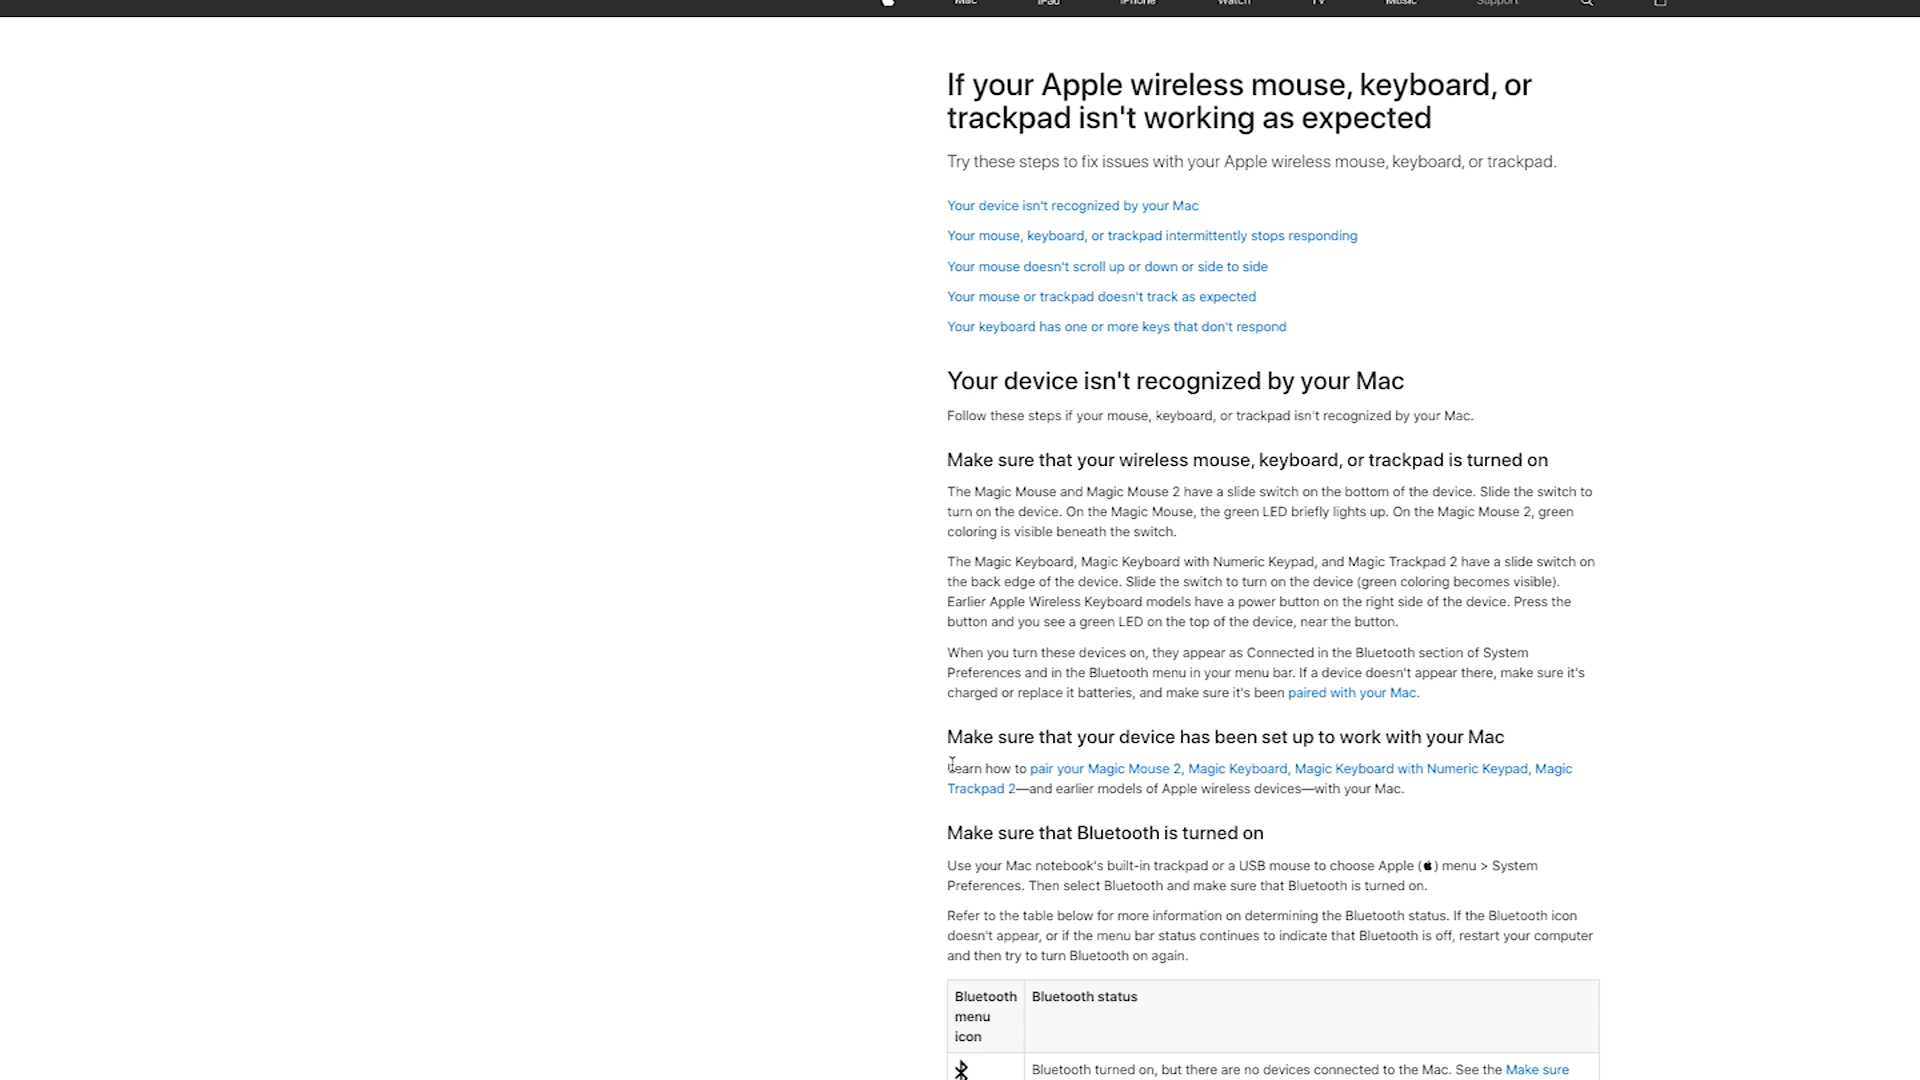 Mac iPad iPhone Watch TV Music Support
If your Apple wireless mouse, keyboard, or
trackpad isn't working as expected
Try these steps to fix issues with your Apple wireless mouse, keyboard, or trackpad.
Your device isn't recognized by your Mac
Your mouse, keyboard, or trackpad intermittently stops responding
Your mouse doesn't scroll up or down or side to side
Your mouse or trackpad doesn't track as expected
Your keyboard has one or more keys that don't respond
Your device isn't recognized by your Mac
Follow these steps if your mouse, keyboard, or trackpad isn't recognized by your Mac.
Make sure that your wireless mouse, keyboard, or trackpad is turned on
The Magic Mouse and Magic Mouse 2 have a slide switch on the bottom of the device. Slide the switch to
turn on the device. On the Magic Mouse, the green LED briefly lights up. On the Magic Mouse 2, green
coloring is visible beneath the switch.
The Magic Keyboard, Magic Keyboard with Numeric Keypad, and Magic Trackpad 2 have a slide switch on
the back edge of the device. Slide the switch to turn on the device (green coloring becomes visible).
Earlier Apple Wireless Keyboard models have a power button on the right side of the device. Press the
button and you see a green LED on the top of the device, near the button.
When you turn these devices on, they appear as Connected in the Bluetooth section of System
Preferences and in the Bluetooth menu in your menu bar. If a device doesn't appear there, make sure it's
charged or replace it batteries, and make sure it's been paired with your Mac.
Make sure that your device has been set up to work with your Mac
Learn how to pair your Magic Mouse 2, Magic Keyboard, Magic Keyboard with Numeric Keypad, Magic
Trackpad 2—and earlier models of Apple wireless devices—with your Mac.
Make sure that Bluetooth is turned on
Use your Mac notebook's built-in trackpad or a USB mouse to choose Apple () menu > System
Preferences. Then select Bluetooth and make sure that Bluetooth is turned on.
Refer to the table below for more information on determining the Bluetooth status. If the Bluetooth icon
doesn't appear, or if the menu bar status continues to indicate that Bluetooth is off, restart your computer
and then try to turn Bluetooth on again.
Bluetooth
menu
icon
Bluetooth status
Bluetooth turned on, but there are no devices connected to the Mac. See the Make sure